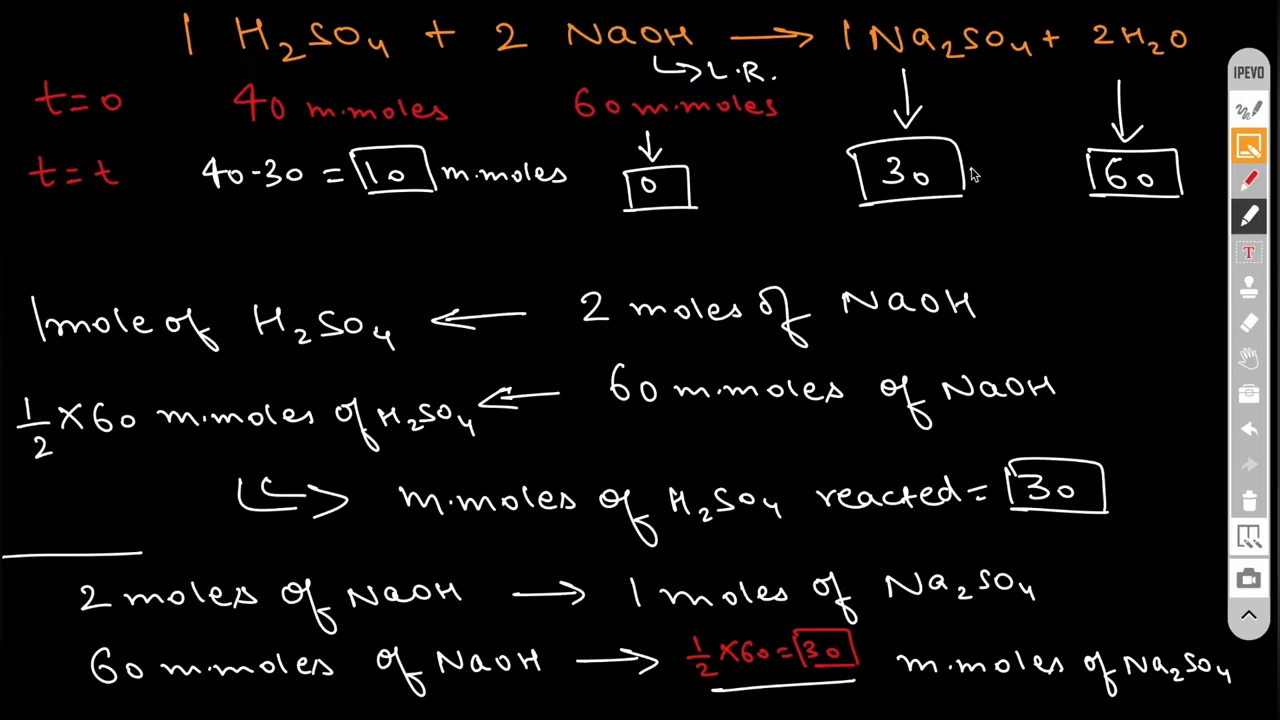 1 H₂SO₄ + 2 NaOH → 1 Na₂SO₄ + 2H₂O
↳ L.R.
t=0 40 m.moles 60 m.moles
t=t 40-30 = 10 m.moles 0 30 60
1mole of H₂SO₄ ← 2 moles of NaOH
1/2 × 60 m.moles of H₂SO₄ ← 60 m.moles of NaOH
↳ m.moles of H₂SO₄ reacted = 30
2 moles of NaOH → 1 moles of Na₂SO₄
60 m.moles of NaOH → 1/2 × 60 = 30 m.moles of Na₂SO₄
IPEVO
T